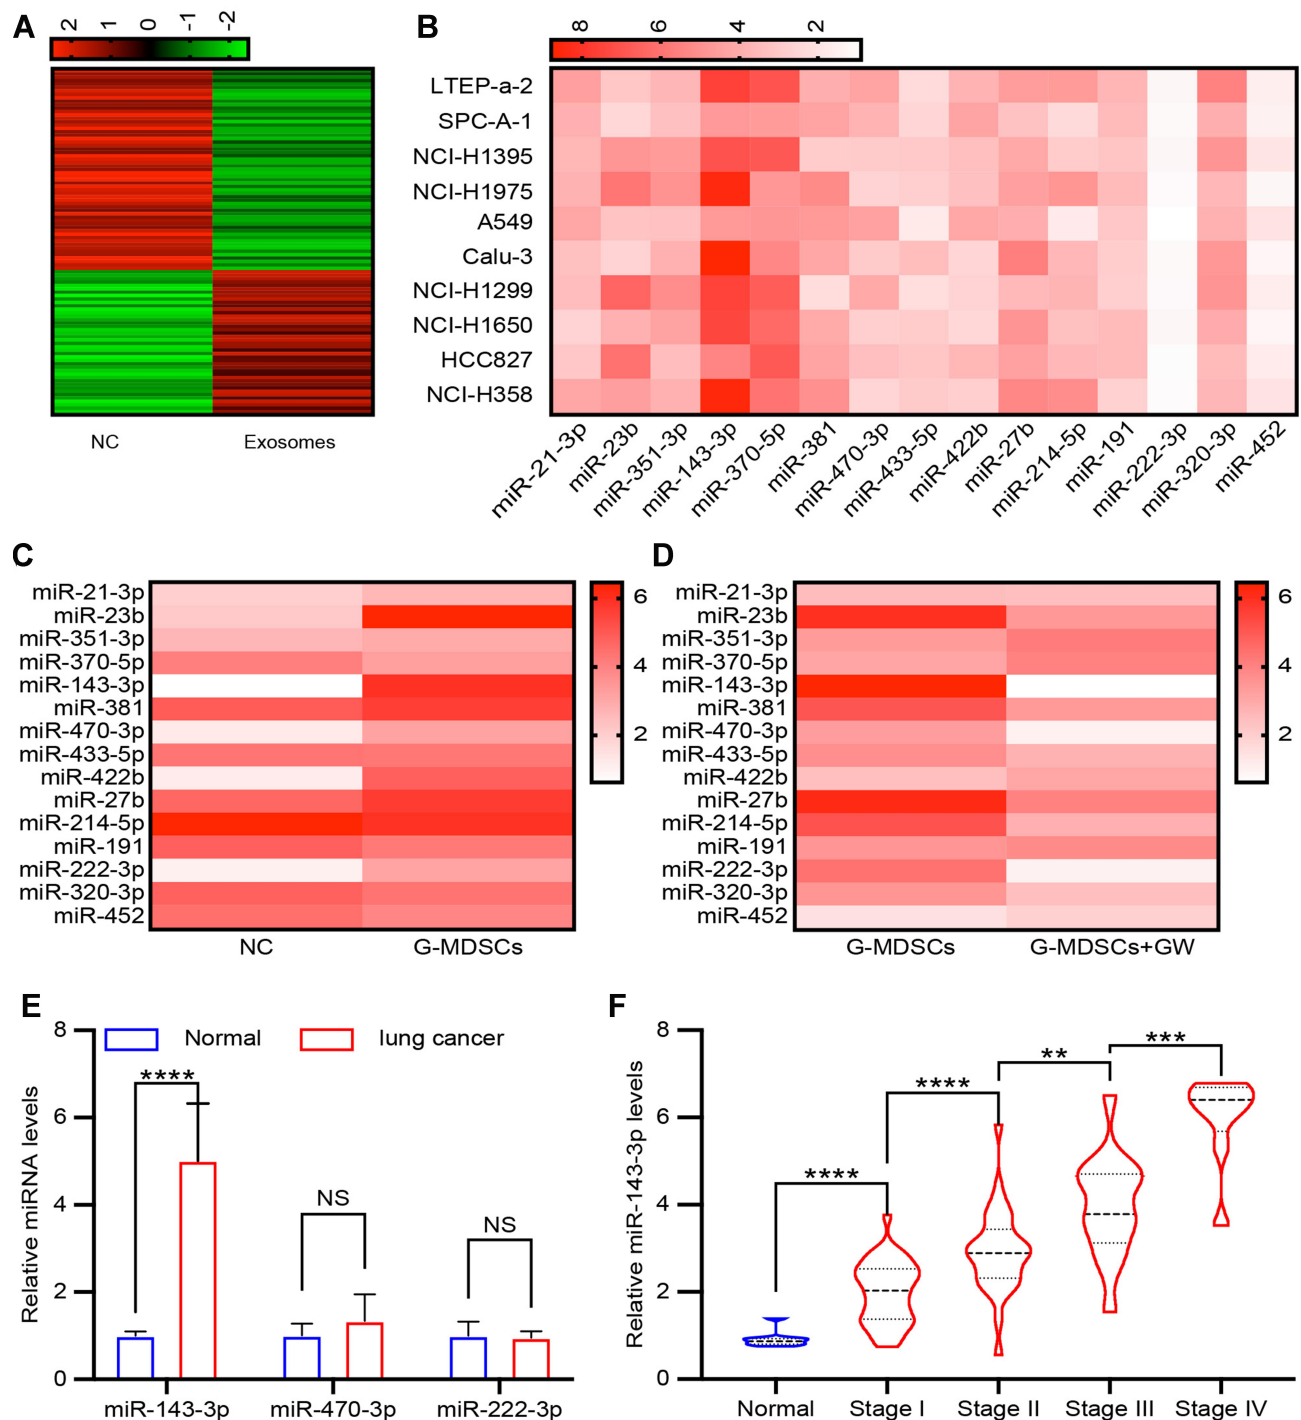 A
2 1 0 -1 -2
NC Exosomes
B
8 6 4 2
LTEP-a-2
SPC-A-1
NCI-H1395
NCI-H1975
A549
Calu-3
NCI-H1299
NCI-H1650
HCC827
NCI-H358
miR-21-3p
miR-23b
miR-351-3p
miR-143-3p
miR-370-5p
miR-381
miR-470-3p
miR-433-5p
miR-422b
miR-27b
miR-214-5p
miR-191
miR-222-3p
miR-320-3p
miR-452
C
miR-21-3p
miR-23b
miR-351-3p
miR-370-5p
miR-143-3p
miR-381
miR-470-3p
miR-433-5p
miR-422b
miR-27b
miR-214-5p
miR-191
miR-222-3p
miR-320-3p
miR-452
NC G-MDSCs
6
4
2
D
miR-21-3p
miR-23b
miR-351-3p
miR-370-5p
miR-143-3p
miR-381
miR-470-3p
miR-433-5p
miR-422b
miR-27b
miR-214-5p
miR-191
miR-222-3p
miR-320-3p
miR-452
G-MDSCs G-MDSCs+GW
6
4
2
E
Relative miRNA levels
8
6
4
2
0
Normal lung cancer
****
NS
NS
miR-143-3p miR-470-3p miR-222-3p
F
Relative miR-143-3p levels
8
6
4
2
0
****
****
**
***
Normal Stage I Stage II Stage III Stage IV